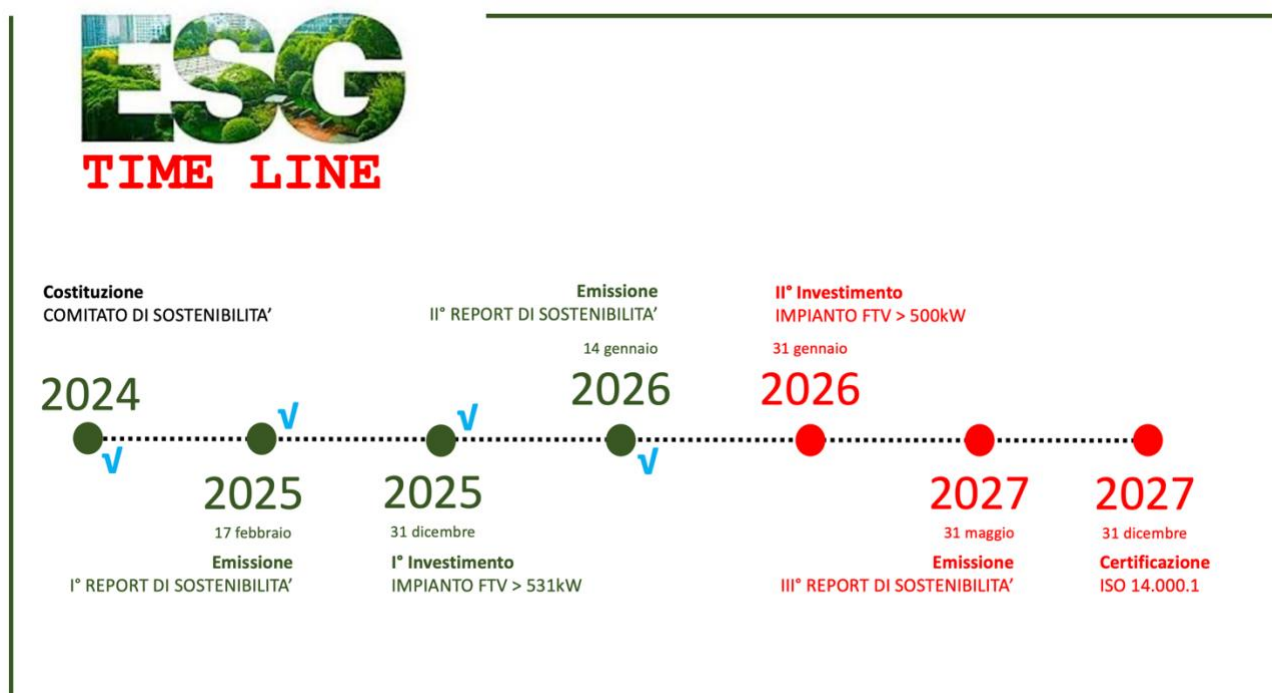 ESG
TIME LINE
Costituzione
COMITATO DI SOSTENIBILITA’
2024
√
√
2025
17 febbraio
Emissione
I° REPORT DI SOSTENIBILITA’
√
2025
31 dicembre
I° Investimento
IMPIANTO FTV > 531kW
Emissione
II° REPORT DI SOSTENIBILITA’
14 gennaio
2026
√
II° Investimento
IMPIANTO FTV > 500kW
31 gennaio
2026
2027
31 maggio
Emissione
III° REPORT DI SOSTENIBILITA’
2027
31 dicembre
Certificazione
ISO 14.000.1